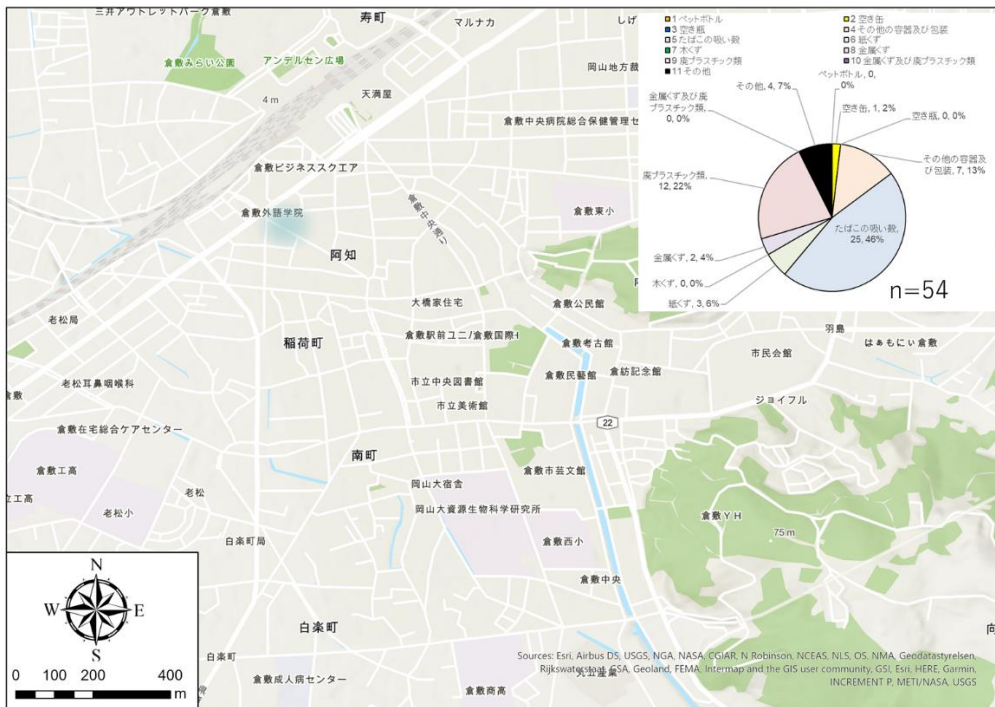 三井アウトレットパーク倉敷
寿町
マルナカ
しげ
倉敷みらい公園
アンデルセン広場
岡山地方裁
4 m
天満屋
倉敷中央病院総合保健管理セ
倉敷ビジネススクエア
倉敷中央通り
倉敷外語学院
倉敷東小
阿知
大橋家住宅
倉敷公民館
老松局
稲荷町
倉敷駅前ユニ/倉敷国際ﾎ
倉敷考古館
羽島
はぁもにぃ倉敷
市民会館
老松耳鼻咽喉科
倉敷
市立中央図書館
倉敷民藝館
倉紡記念館
市立美術館
ジョイフル
22
倉敷在宅総合ケアセンター
南町
倉敷工高
倉敷市芸文館
岡山大宿舎
立工高
老松
老松小
岡山大資源生物科学研究所
倉敷ＹＨ
75 m
白楽町局
倉敷西小
倉敷中央
白楽町
向
白楽町
倉敷成人病センター
倉敷商高
丸五産業
1 ペットボトル
2 空き缶
3 空き瓶
4 その他の容器及び包装
5 たばこの吸い殻
6 紙くず
7 木くず
8 金属くず
9 廃プラスチック類
10 金属くず及び廃プラスチック類
11 その他
ペットボトル, 0,
0%
その他, 4, 7%
金属くず及び廃
プラスチック類,
0, 0%
空き缶, 1, 2%
空き瓶, 0, 0%
その他の容器及
び包装, 7, 13%
廃プラスチック類,
12, 22%
たばこの吸い殻,
25, 46%
金属くず, 2, 4%
木くず, 0, 0%
紙くず, 3, 6%
n=54
N
W
E
S
0 100 200 400
m
Sources: Esri, Airbus DS, USGS, NGA, NASA, CGIAR, N Robinson, NCEAS, NLS, OS, NMA, Geodatastyrelsen,
Rijkswaterstaat, GSA, Geoland, FEMA, Intermap and the GIS user community, GSI, Esri, HERE, Garmin,
INCREMENT P, METI/NASA, USGS